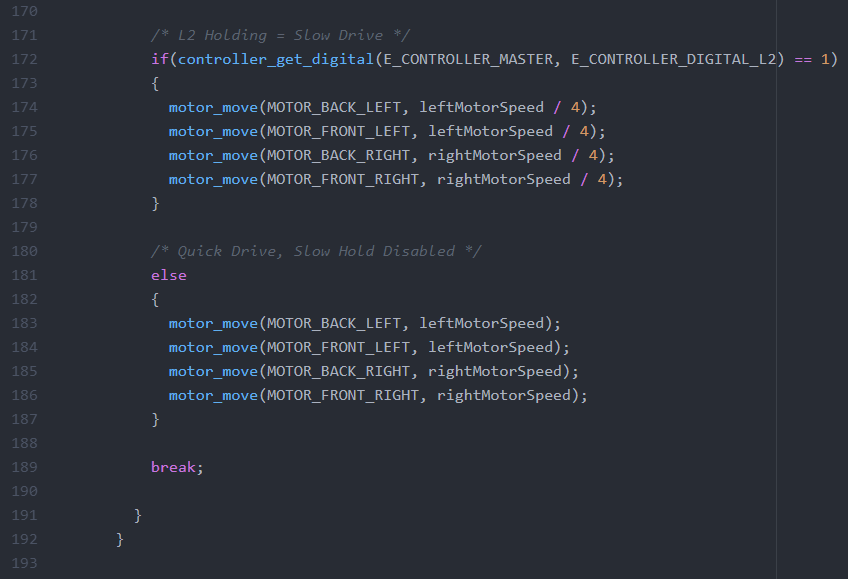 170
171 /* L2 Holding = Slow Drive */
172 if(controller_get_digital(E_CONTROLLER_MASTER, E_CONTROLLER_DIGITAL_L2) == 1)
173 {
174 motor_move(MOTOR_BACK_LEFT, leftMotorSpeed / 4);
175 motor_move(MOTOR_FRONT_LEFT, leftMotorSpeed / 4);
176 motor_move(MOTOR_BACK_RIGHT, rightMotorSpeed / 4);
177 motor_move(MOTOR_FRONT_RIGHT, rightMotorSpeed / 4);
178 }
179
180 /* Quick Drive, Slow Hold Disabled */
181 else
182 {
183 motor_move(MOTOR_BACK_LEFT, leftMotorSpeed);
184 motor_move(MOTOR_FRONT_LEFT, leftMotorSpeed);
185 motor_move(MOTOR_BACK_RIGHT, rightMotorSpeed);
186 motor_move(MOTOR_FRONT_RIGHT, rightMotorSpeed);
187 }
188
189 break;
190
191 }
192 }
193